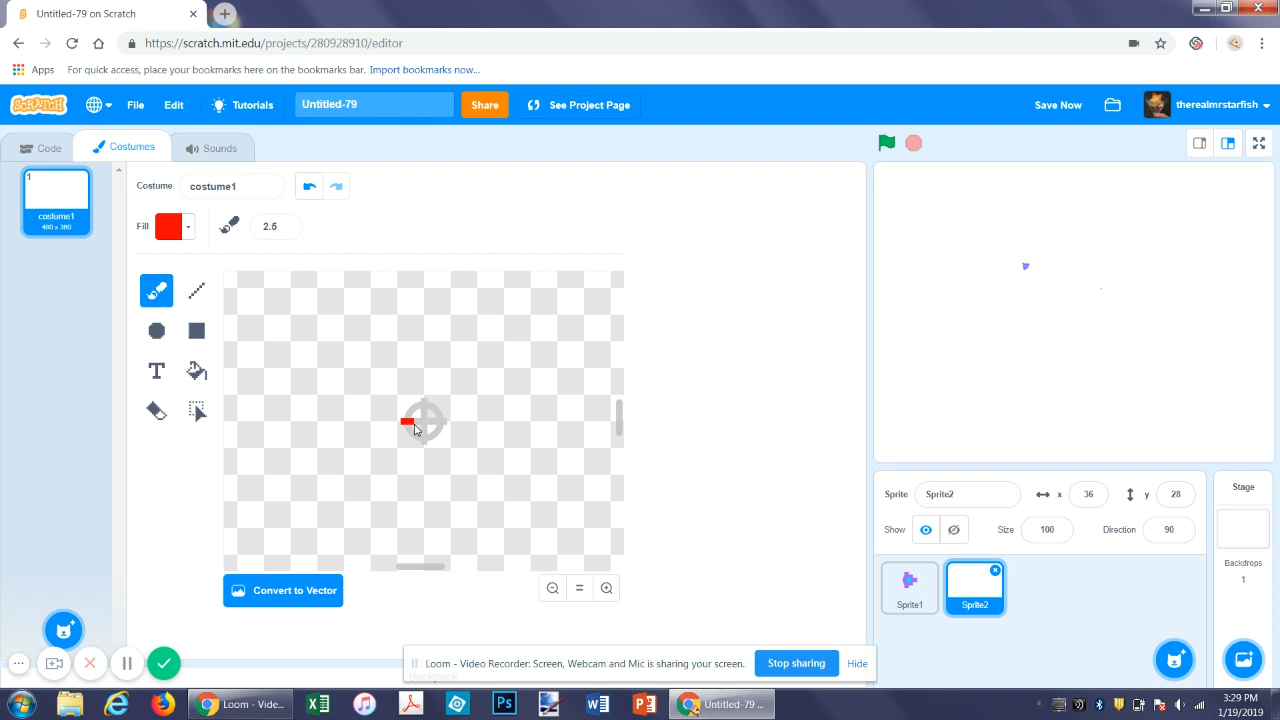 Untitled-79 on Scratch
https://scratch.mit.edu/projects/280928910/editor
Apps For quick access, place your bookmarks here on the bookmarks bar. Import bookmarks now...
SCRATCH File Edit Tutorials Untitled-79 Share See Project Page Save Now therealmrstarfish
Code Costumes Sounds
1
costume1
480 x 360
Costume costume1
Fill 2.5
T
Convert to Vector
Sprite Sprite2 x 36 y 28
Show Size 100 Direction 90
Sprite1
Sprite2
Stage
Backdrops
1
Loom - Video Recorder: Screen, Webcam and Mic is sharing your screen. Stop sharing Hide
Backpack
Loom - Vide...
Ps
Untitled-79 ...
3:29 PM
1/19/2019